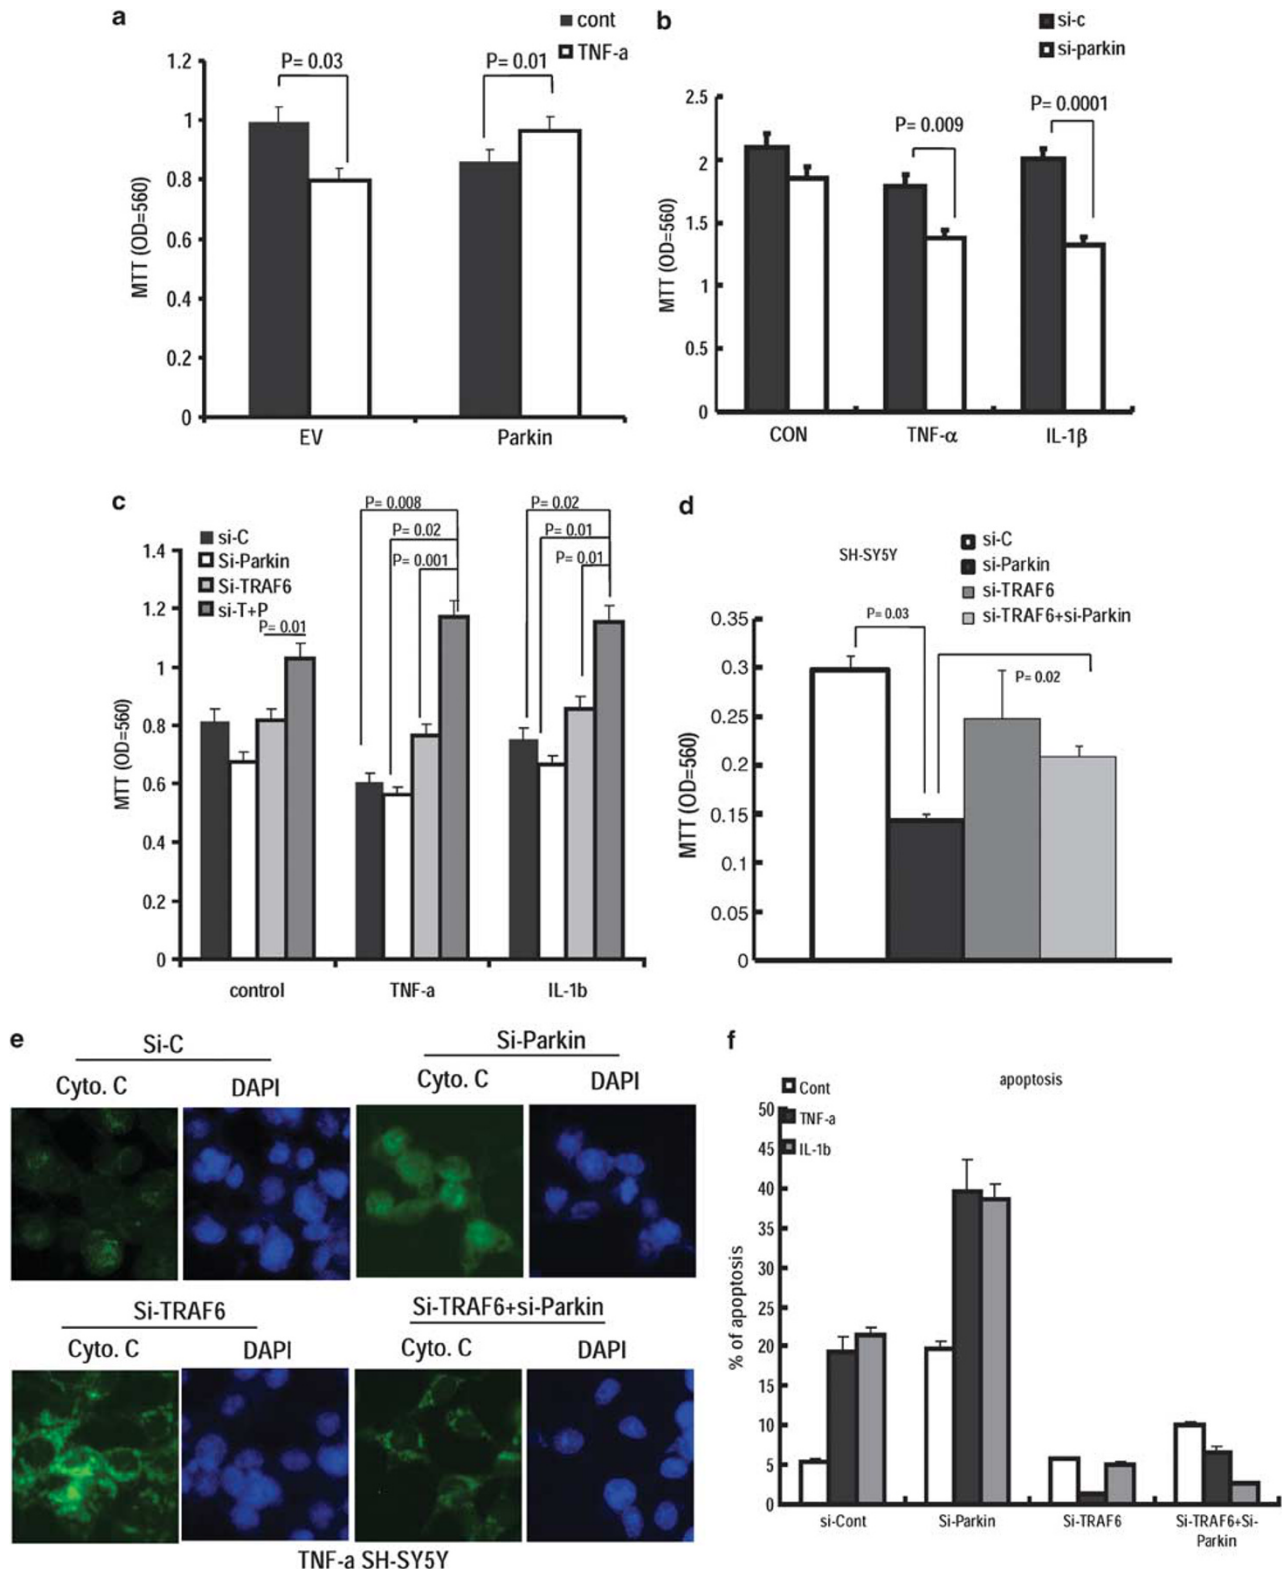 a
cont
TNF-a
P= 0.03
P= 0.01
1.2
1
0.8
0.6
0.4
0.2
0
MTT (OD=560)
EV
Parkin
b
si-c
si-parkin
P= 0.009
P= 0.0001
2.5
2
1.5
1
0.5
0
MTT (OD=560)
CON
TNF-α
IL-1β
c
si-C
Si-Parkin
Si-TRAF6
si-T+P
P= 0.01
P= 0.008
P= 0.02
P= 0.001
P= 0.02
P= 0.01
P= 0.01
1.4
1.2
1
0.8
0.6
0.4
0.2
0
MTT (OD=560)
control
TNF-a
IL-1b
d
SH-SY5Y
si-C
si-Parkin
si-TRAF6
si-TRAF6+si-Parkin
P= 0.03
P= 0.02
0.35
0.3
0.25
0.2
0.15
0.1
0.05
0
MTT (OD=560)
e
Si-C
Si-Parkin
Cyto. C
DAPI
Cyto. C
DAPI
Si-TRAF6
Si-TRAF6+si-Parkin
Cyto. C
DAPI
Cyto. C
DAPI
TNF-a SH-SY5Y
f
apoptosis
Cont
TNF-a
IL-1b
50
45
40
35
30
25
20
15
10
5
0
% of apoptosis
si-Cont
Si-Parkin
Si-TRAF6
Si-TRAF6+Si-
Parkin